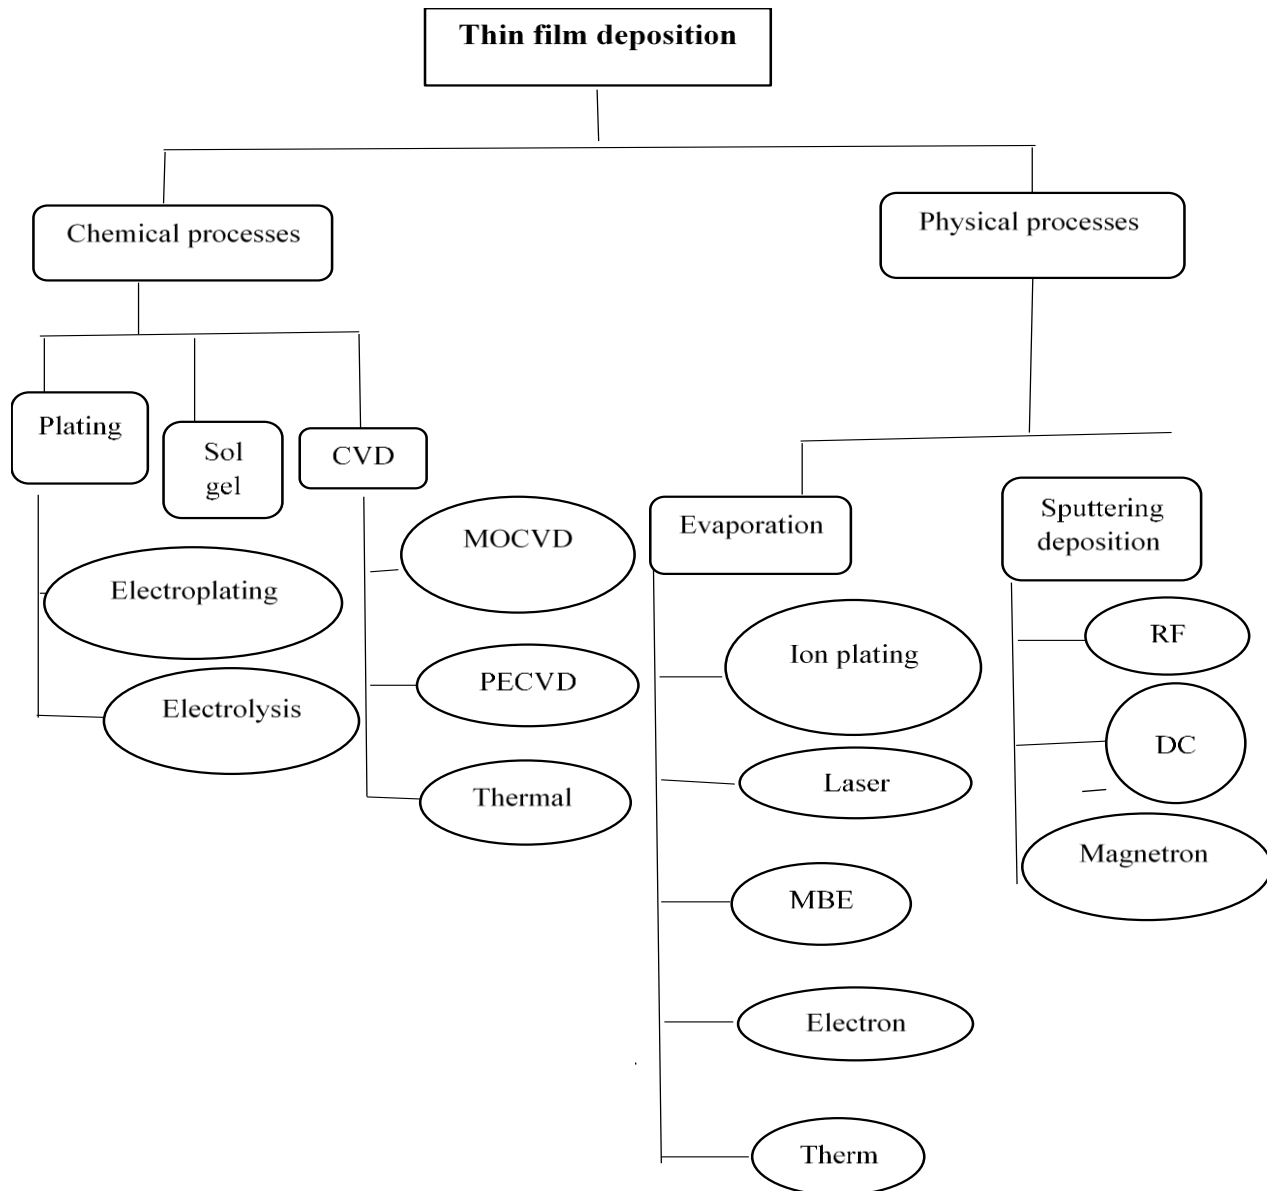 Thin film deposition
Chemical processes
Physical processes
Plating
Sol
gel
CVD
Electroplating
Electrolysis
MOCVD
PECVD
Thermal
Evaporation
Ion plating
Laser
MBE
Electron
Therm
Sputtering
deposition
RF
DC
Magnetron